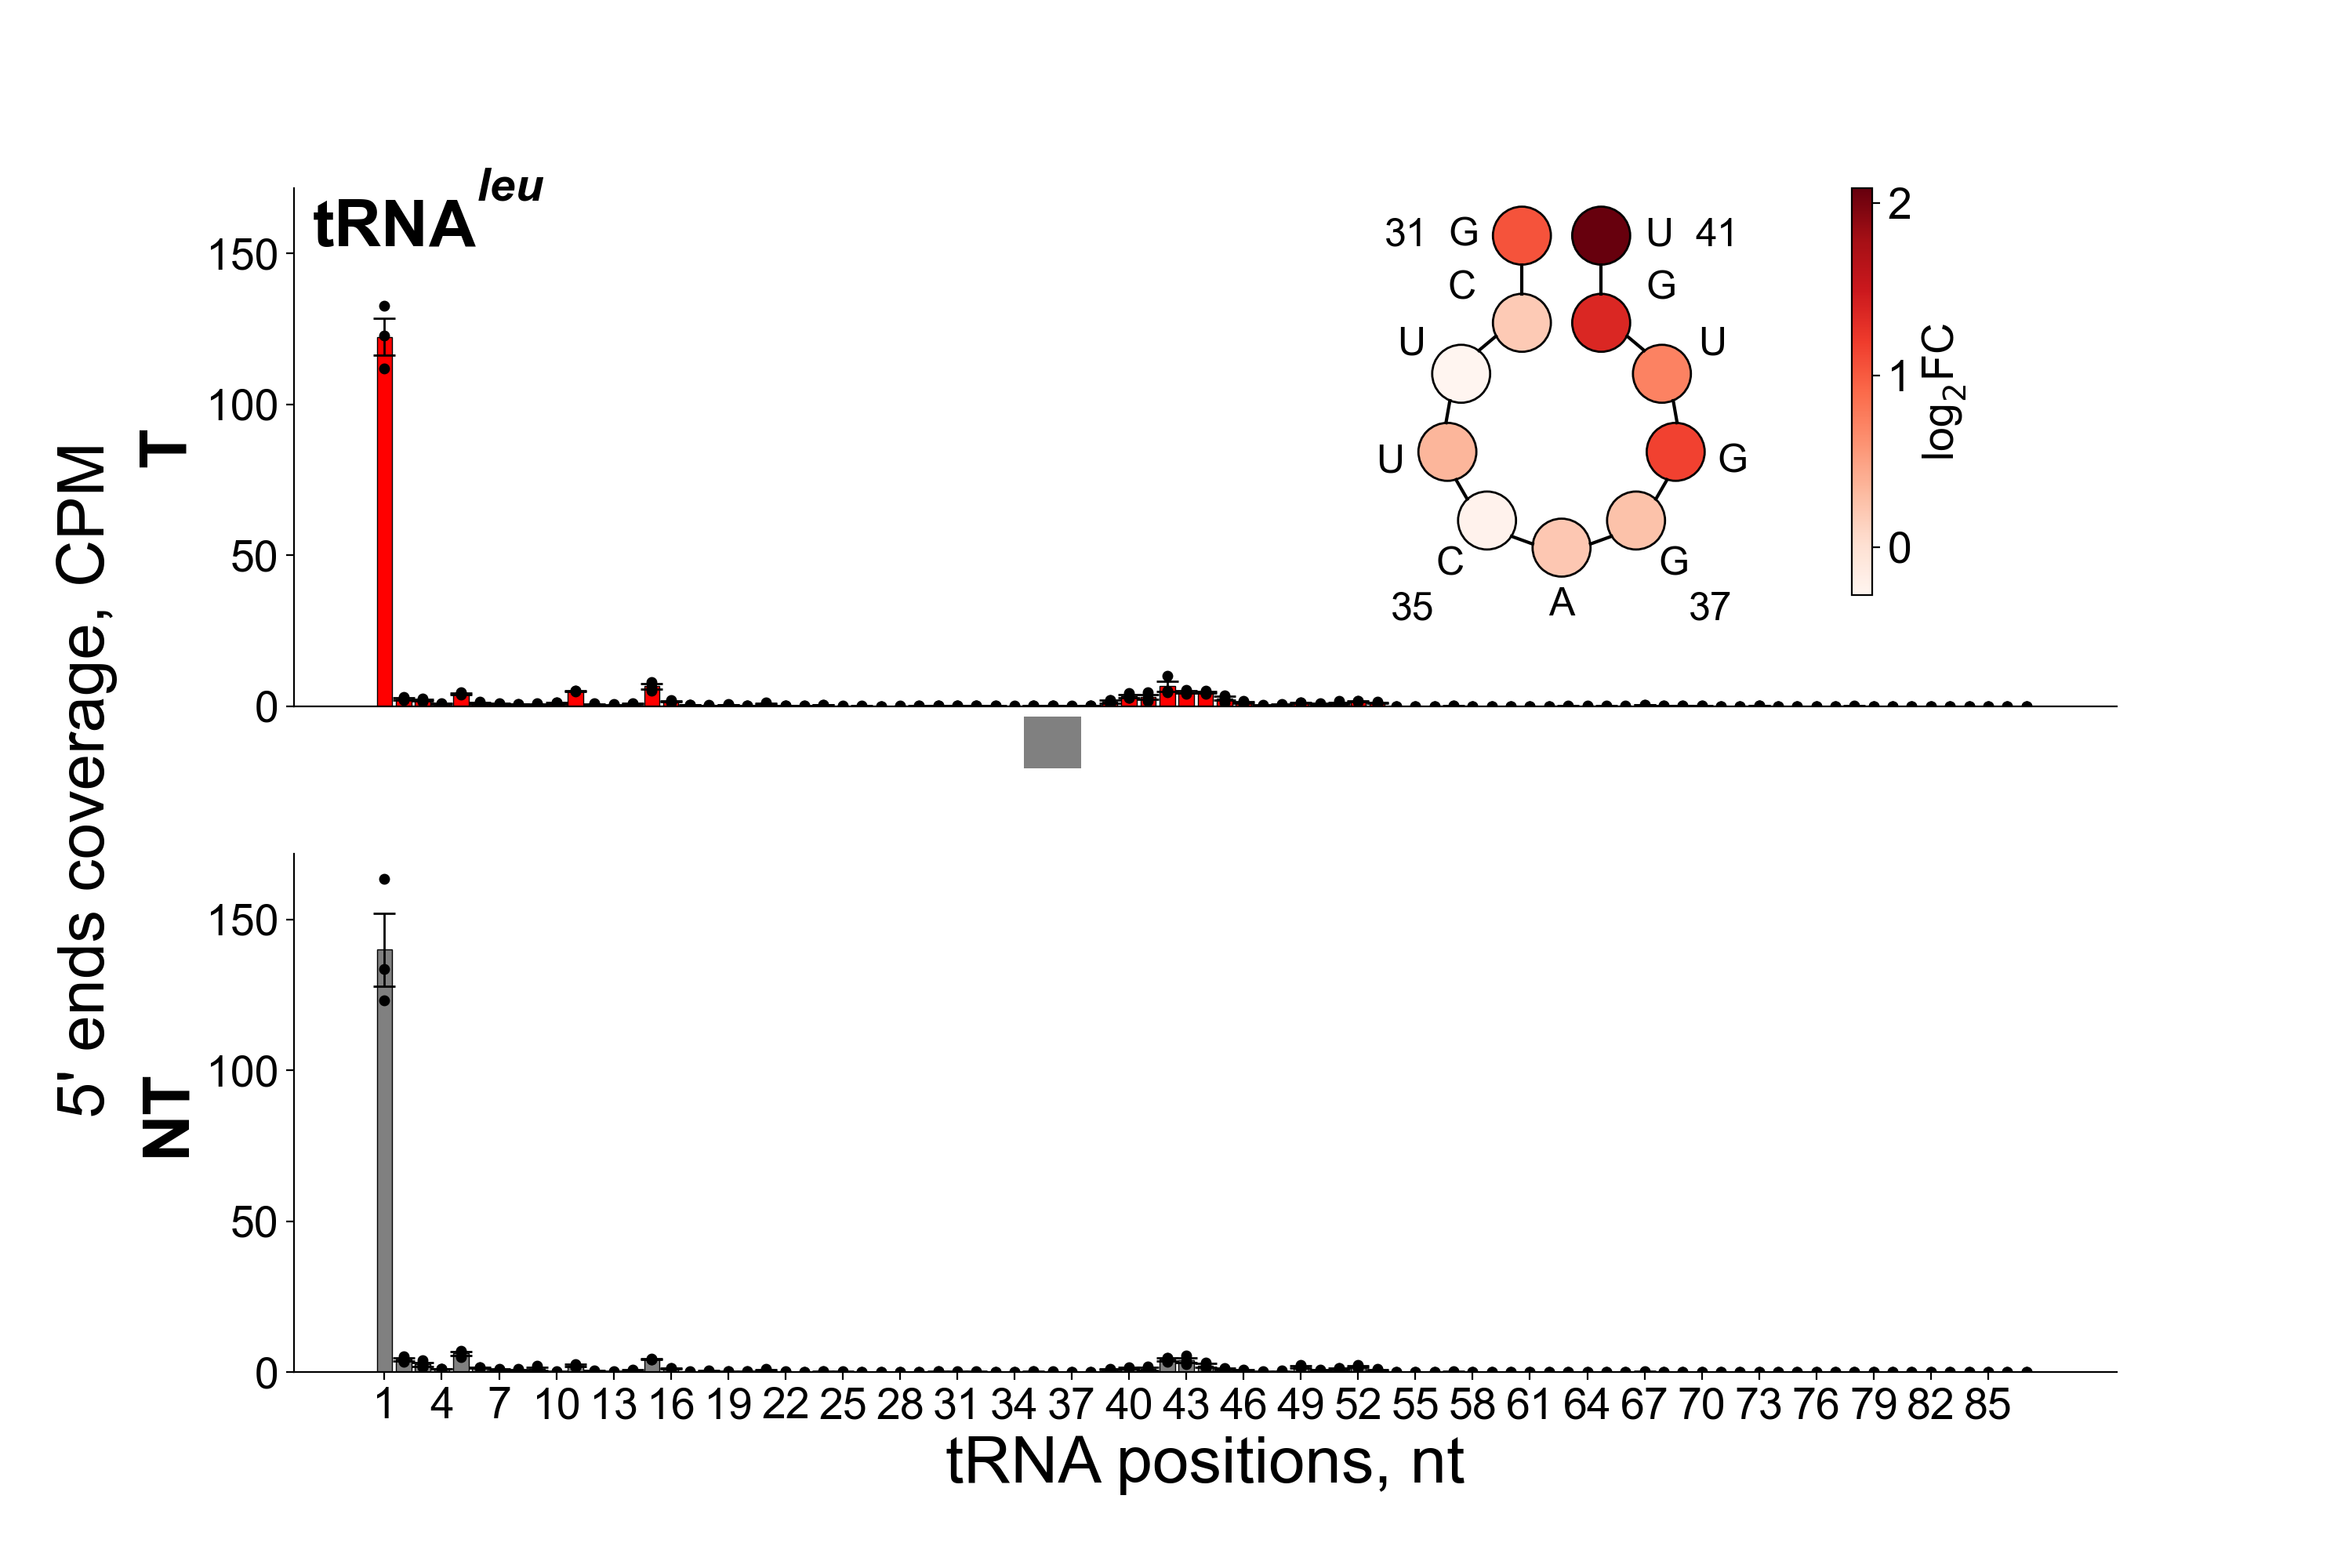 tRNA leu
5' ends coverage, CPM
T
150
100
50
0
31 G U 41
C G
U U
U G
C G
35 A 37
2
1
0
log2FC
NT
150
100
50
0
1 4 7 10 13 16 19 22 25 28 31 34 37 40 43 46 49 52 55 58 61 64 67 70 73 76 79 82 85
tRNA positions, nt